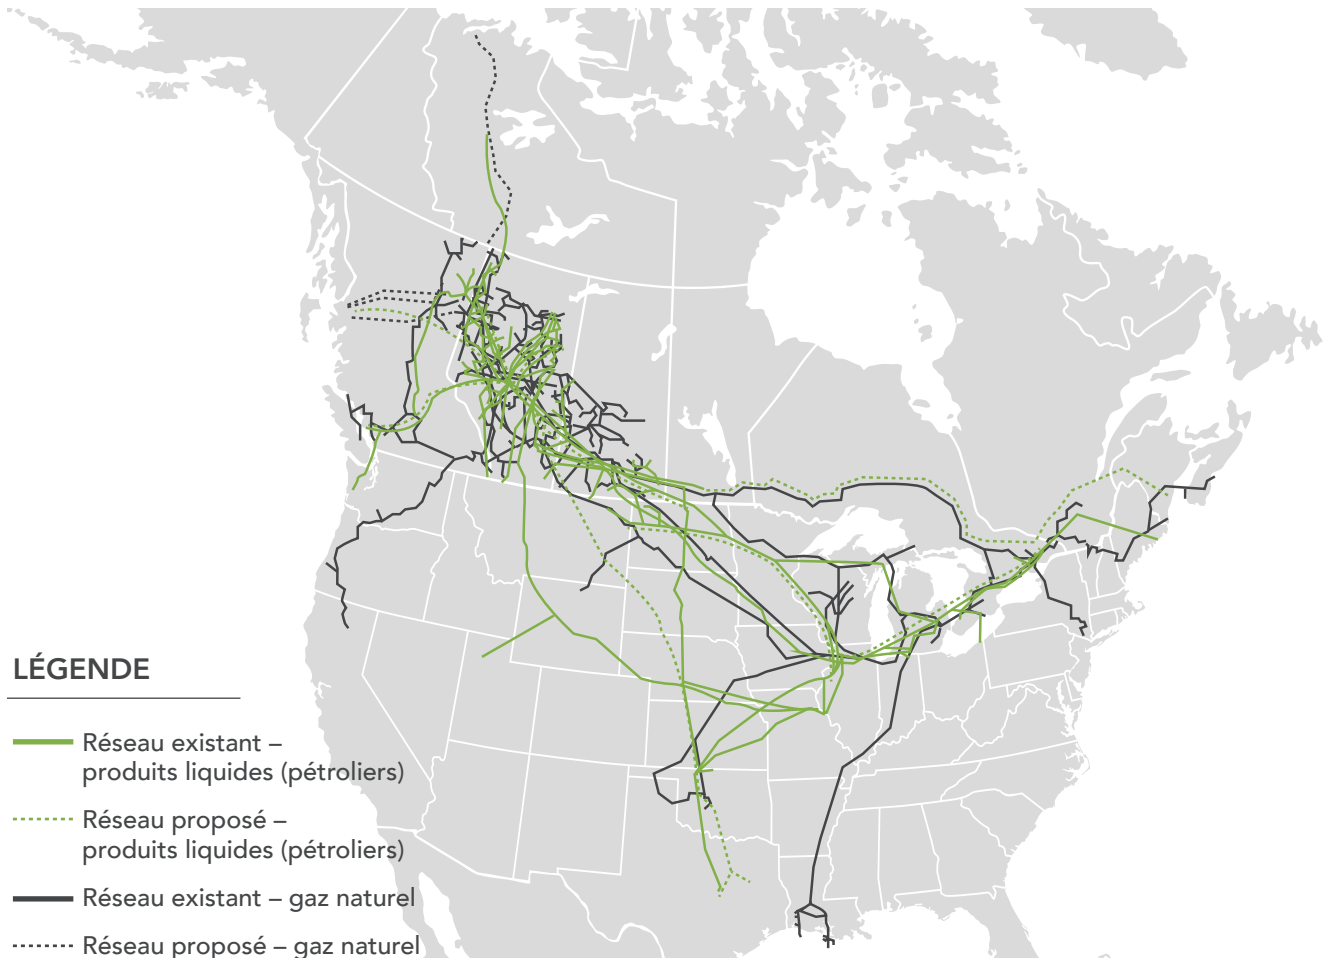 LÉGENDE
Réseau existant –
produits liquides (pétroliers)
Réseau proposé –
produits liquides (pétroliers)
Réseau existant – gaz naturel
Réseau proposé – gaz naturel